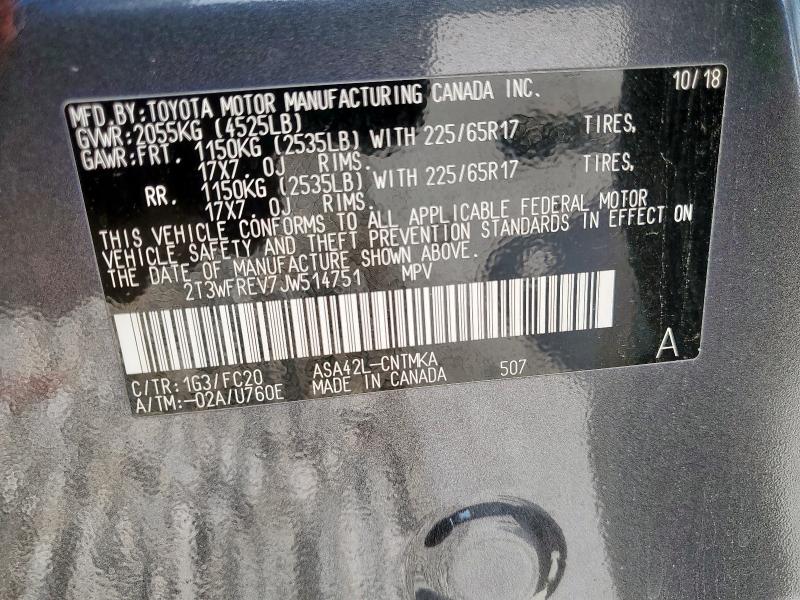 MFD.BY:TOYOTA MOTOR MANUFACTURING CANADA INC. 10/18
GVWR:2055KG (4525LB)
GAWR:FRT. 1150KG (2535LB) WITH 225/65R17 TIRES,
17X7.0J RIMS.
RR. 1150KG (2535LB) WITH 225/65R17 TIRES,
17X7.0J RIMS.
THIS VEHICLE CONFORMS TO ALL APPLICABLE FEDERAL MOTOR
VEHICLE SAFETY AND THEFT PREVENTION STANDARDS IN EFFECT ON
THE DATE OF MANUFACTURE SHOWN ABOVE.
2T3WFREV7JW514751 MPV
C/TR:1G3/FC20 ASA42L-CNTMKA A
A/TM:-02A/U760E MADE IN CANADA 507